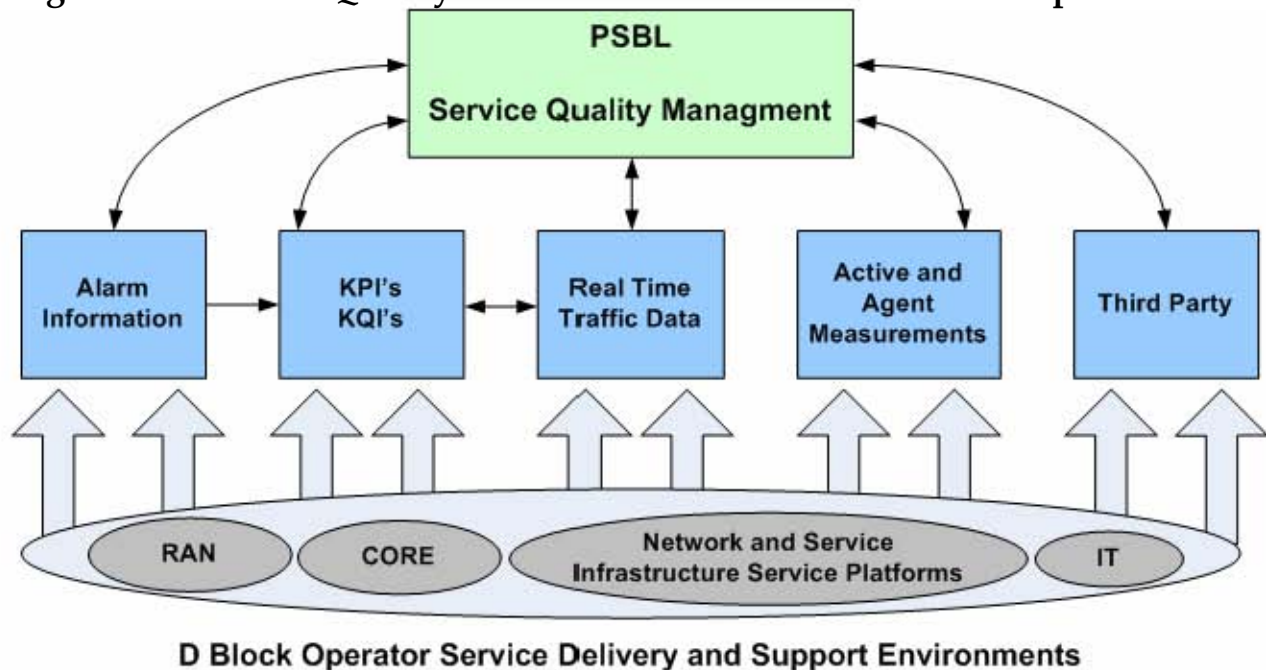 Quality
PSBL
Service Quality Managment
Alarm
Information
KPI's
KQI's
Real Time
Traffic Data
Active and
Agent
Measurements
Third Party
RAN
CORE
Network and Service
Infrastructure Service Platforms
IT
D Block Operator Service Delivery and Support Environments